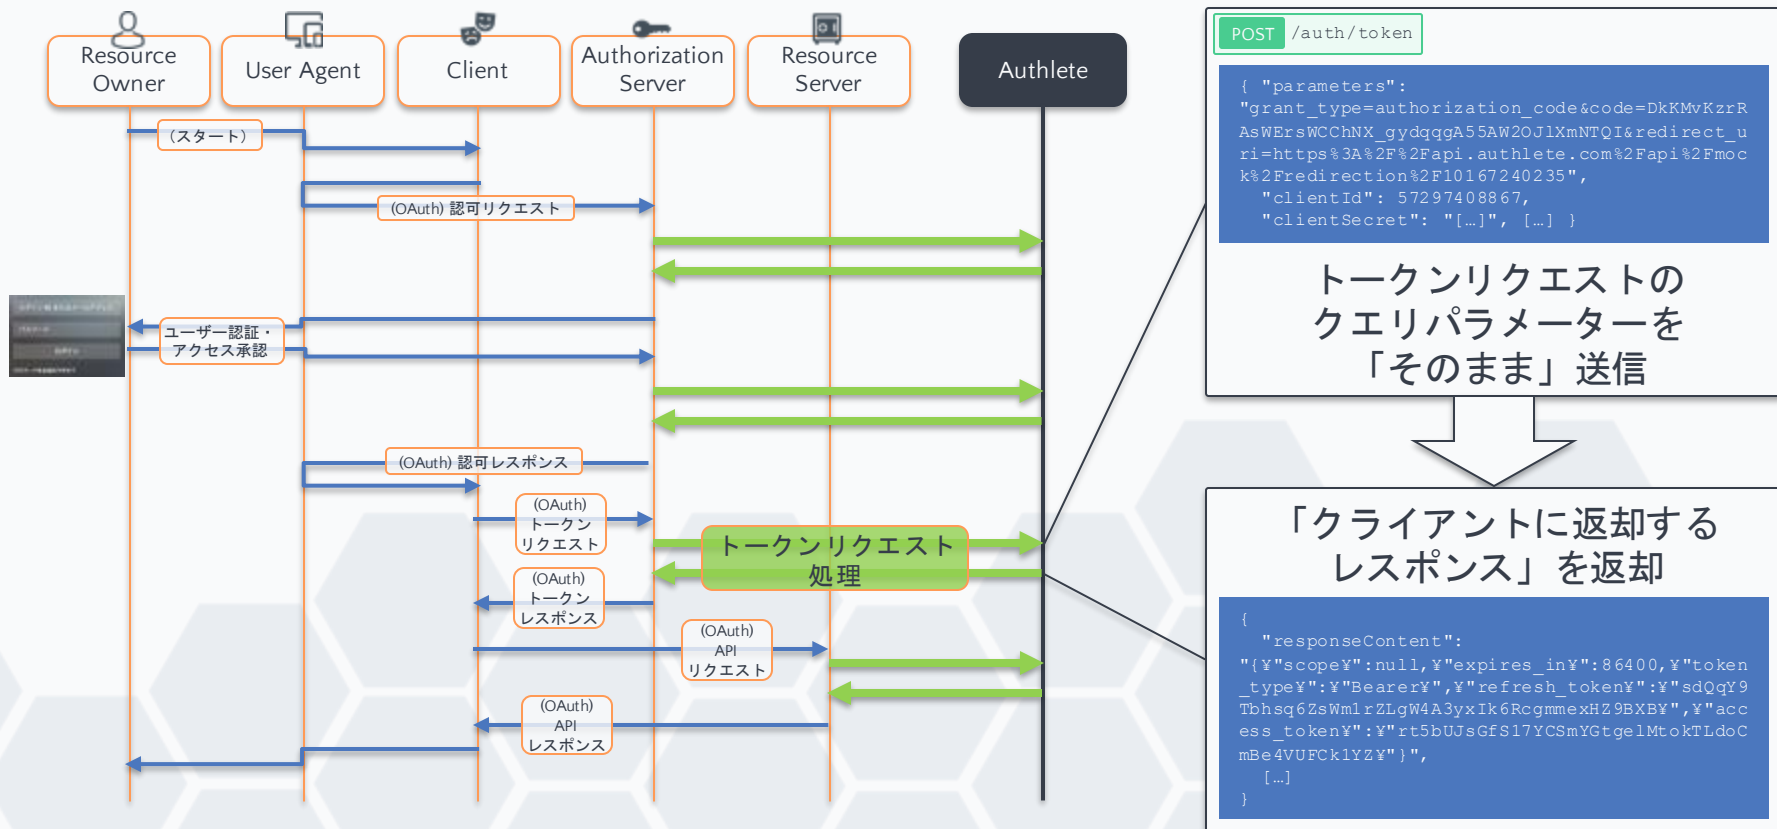 Resource
Owner
User Agent
Client
Authorization
Server
Resource
Server
Authlete
(スタート)
(OAuth) 認可リクエスト
ユーザー認証・
アクセス承認
(OAuth) 認可レスポンス
(OAuth)
トークン
リクエスト
トークンリクエスト
処理
(OAuth)
トークン
レスポンス
(OAuth)
API
リクエスト
(OAuth)
API
レスポンス
POST /auth/token
{ "parameters":
"grant_type=authorization_code&code=DkKMvKzrR
AsWErsWCChNX_gydqqgA55AW2OJlXmNTQI&redirect_u
ri=https%3A%2F%2Fapi.authlete.com%2Fapi%2Fmoc
k%2Fredirection%2F10167240235",
"clientId": 57297408867,
"clientSecret": "[…]", […] }
トークンリクエストの
クエリパラメーターを
「そのまま」送信
「クライアントに返却する
レスポンス」を返却
{
"responseContent":
"{¥"scope¥":null,¥"expires_in¥":86400,¥"token
_type¥":¥"Bearer¥",¥"refresh_token¥":¥"sdQqY9
Tbhsq6ZsWm1rZLgW4A3yxIk6RcgmmexHZ9BXB¥",¥"acc
ess_token¥":¥"rt5bUJsGfS17YCSmYGtgelMtokTLdoC
mBe4VUFCk1YZ¥"}",
[…]
}